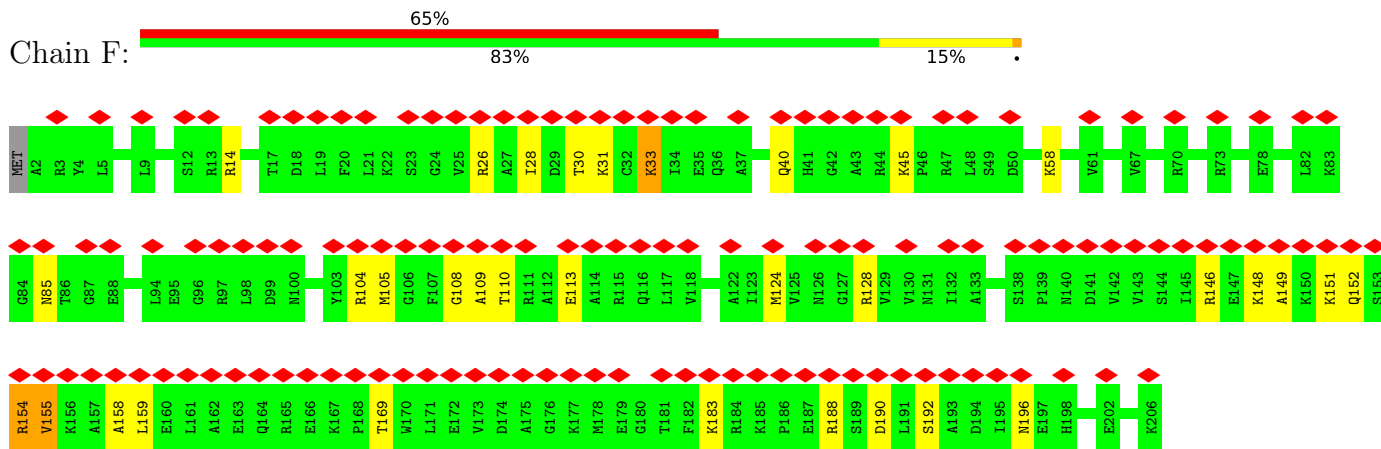 65%
Chain F:
83% 15% •
MET A2 R3 Y4 L5 L9 S12 R13 R14 T17 D18 L19 F20 L21 K22 S23 G24 V25 R26 A27 I28 D29 T30 K31 C32 K33 I34 E35 Q36 A37 Q40 H41 G42 A43 R44 K45 P46 R47 L48 S49 D50 K58 V61 V67 R70 R73 E78 L82 K83
G84 N85 T86 G87 E88 L94 E95 G96 R97 L98 D99 N100 Y103 R104 M105 G106 F107 G108 A109 T110 R111 A112 E113 A114 R115 Q116 L117 V118 A122 I123 M124 V125 N126 G127 R128 V129 V130 N131 I132 A133 S138 P139 N140 D141 V142 V143 S144 I145 R146 E147 K148 A149 K150 K151 Q152 S153
R154 V155 K156 A157 A158 L159 E160 L161 A162 E163 Q164 R165 E166 K167 P168 T169 W170 L171 E172 V173 D174 A175 G176 K177 M178 E179 G180 T181 F182 K183 R184 K185 P186 E187 R188 S189 D190 L191 S192 A193 D194 I195 N196 E197 H198 E202 K206